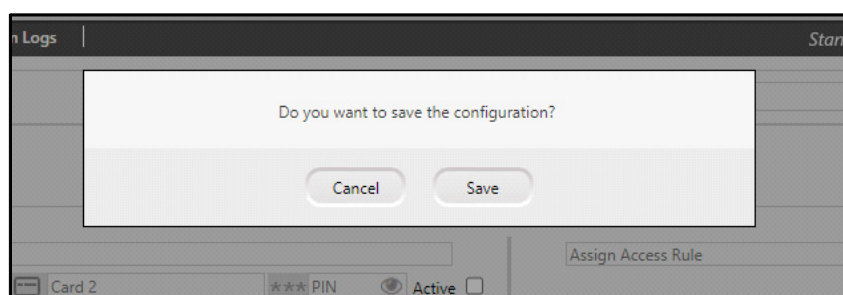 n Logs
Stan
Do you want to save the configuration?
Cancel Save
Assign Access Rule
Card 2 *** PIN Active